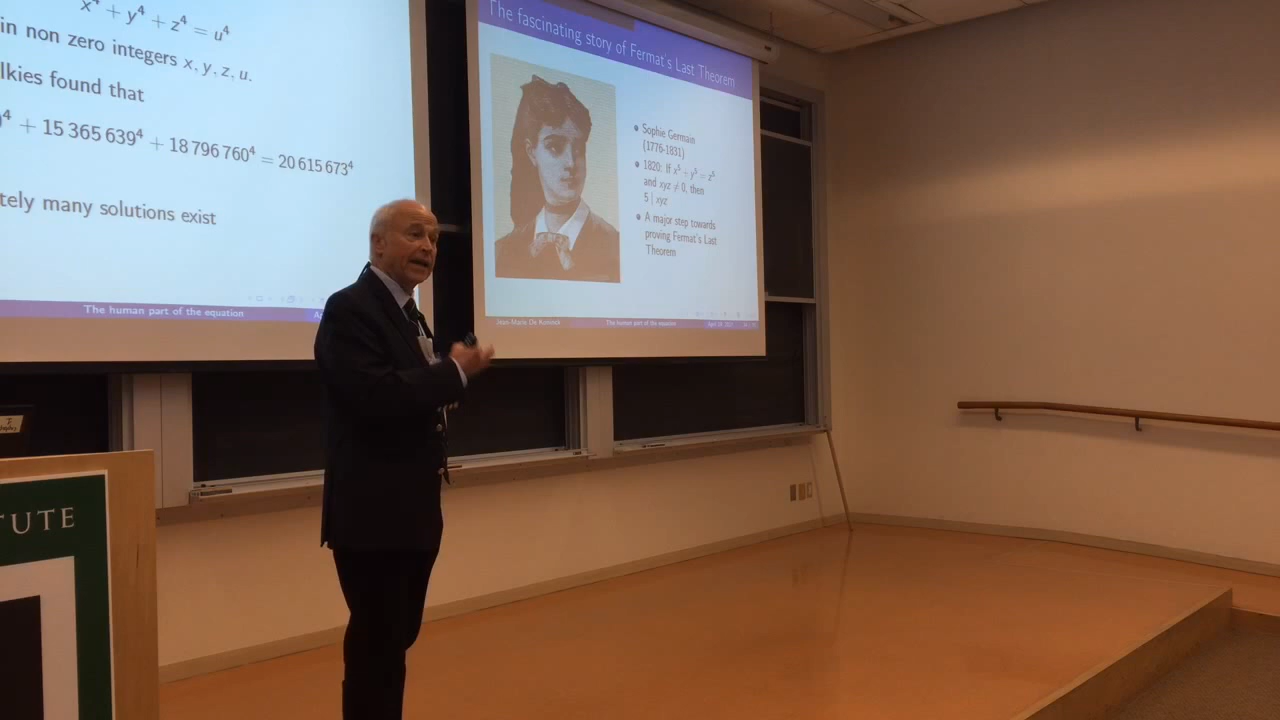 x⁴ + y⁴ + z⁴ = u⁴
in non zero integers x, y, z, u.
lkies found that
⁴ + 15 365 639⁴ + 18 796 760⁴ = 20 615 673⁴
tely many solutions exist
The human part of the equation
The fascinating story of Fermat's Last Theorem
Sophie Germain
(1776-1831)
1820: If x⁵ + y⁵ = z⁵
and xyz ≠ 0, then
5 | xyz
A major step towards
proving Fermat's Last
Theorem
Jean-Marie De Koninck The human part of the equation
TUTE